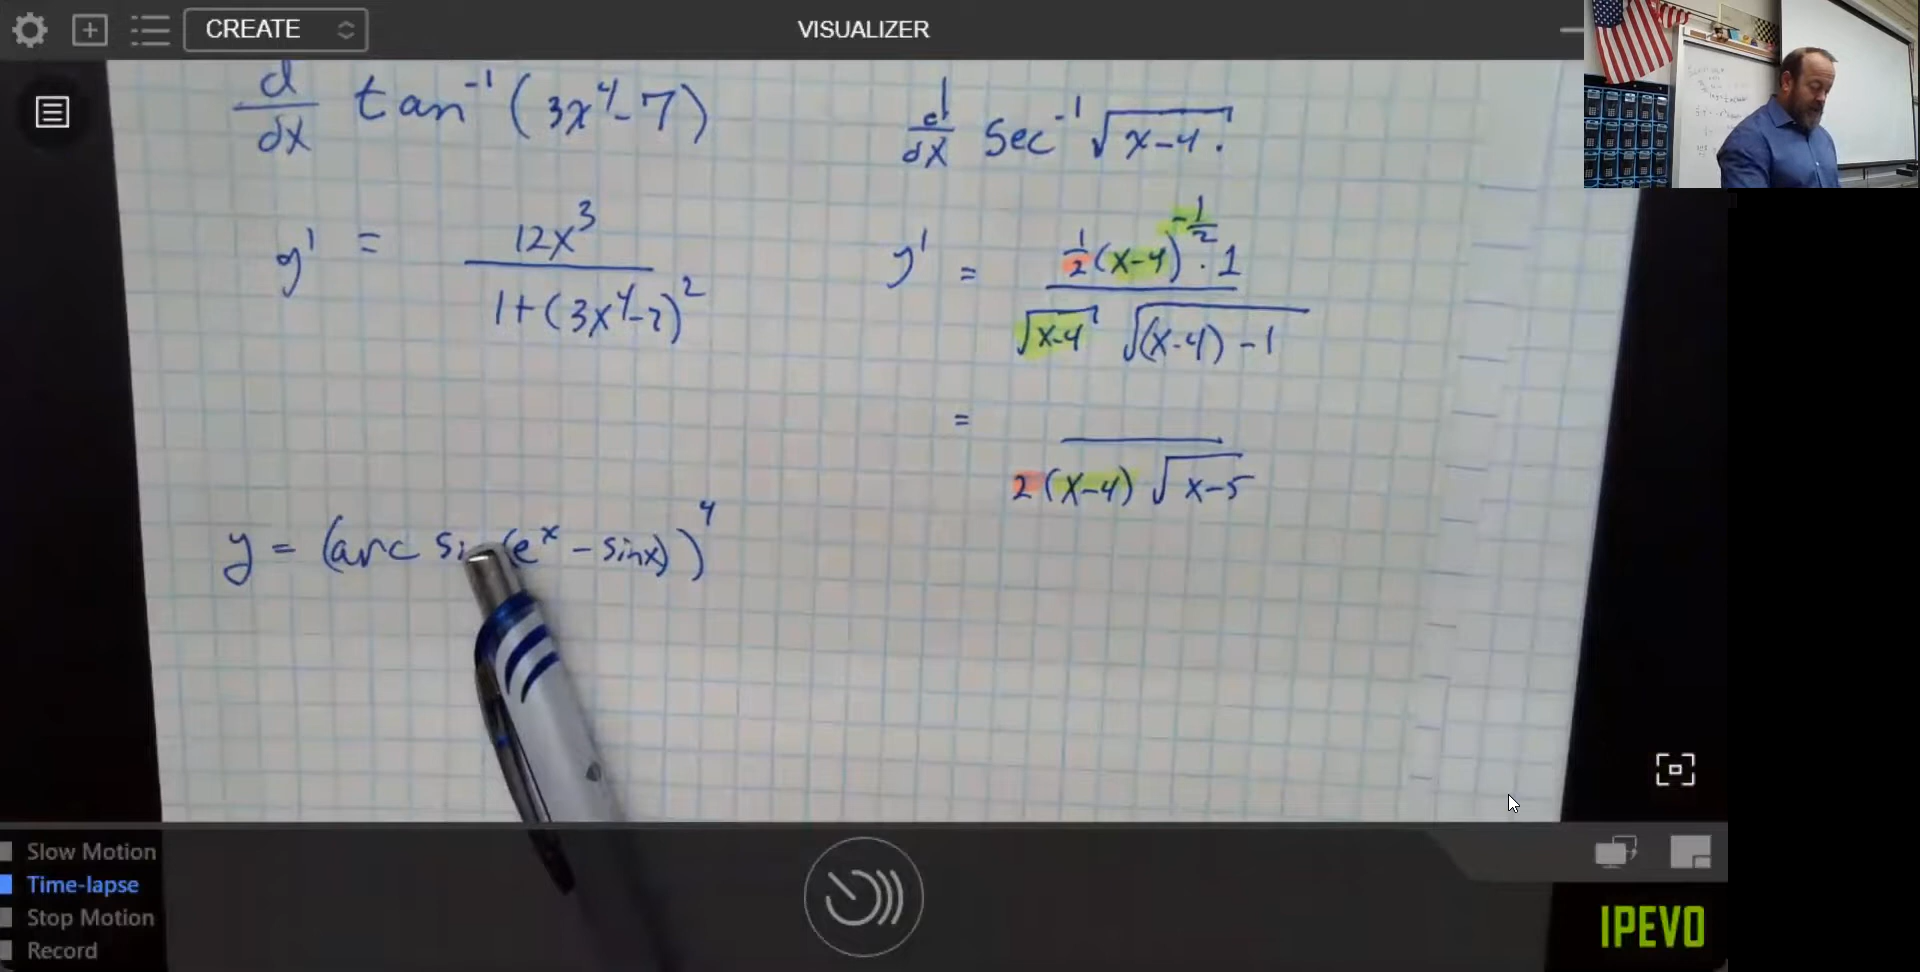 CREATE
VISUALIZER
d/dx tan⁻¹ (3x⁴-7)
y' = 12x³ / 1+(3x⁴-7)²
d/dx Sec⁻¹ √x-4
y' = ½(x-4)^-½ · 1 / √x-4 √(x-4)-1
= / 2(x-4) √x-5
y = (arc sin (eˣ - sinx))⁴
Slow Motion
Time-lapse
Stop Motion
Record
IPEVO